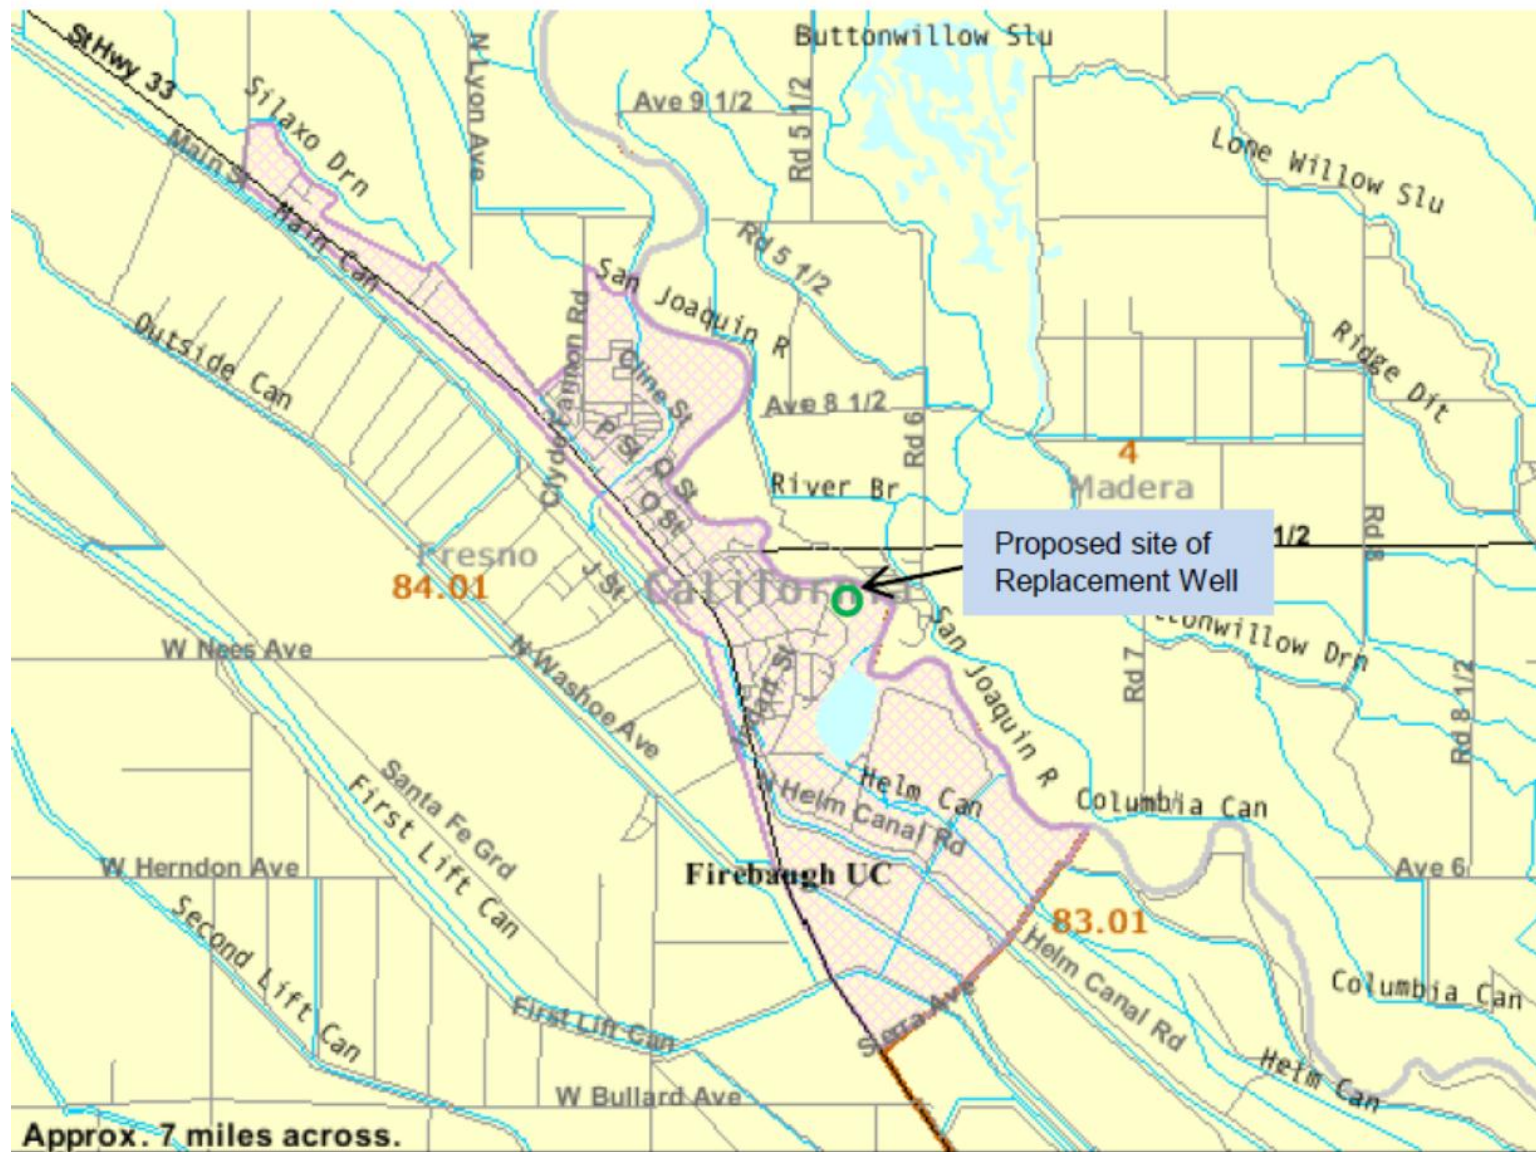 Buttonwillow Slu
St Hwy 33
N Lyon Ave
Silaxo Drn
Ave 9 1/2
Rd 5 1/2
Main St
Lone Willow Slu
Main Can
Rd 5 1/2
San Joaquin R
Outside Can
Clyde Cannon Rd
Cline St
Ridge Dit
Ave 8 1/2
Rd 6
P St
Q St
4
Madera
River Br
O St
Rd 8
1/2
Proposed site of
Replacement Well
Fresno
84.01
J St
California
San Joaquin R
W Nees Ave
N Washoe Ave
Rd 7
Rd 8 1/2
Santa Fe Grd
First Lift Can
Helm Can
N Helm Canal Rd
Columbia Can
W Herndon Ave
Firebaugh UC
Ave 6
83.01
Second Lift Can
Helm Canal Rd
Columbia Can
First Lift Can
Sierra Ave
Helm Can
W Bullard Ave
Approx. 7 miles across.